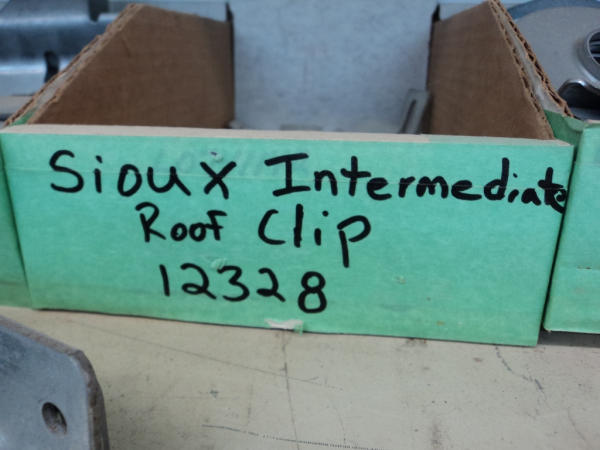 Sioux Intermediate
Roof Clip
12328